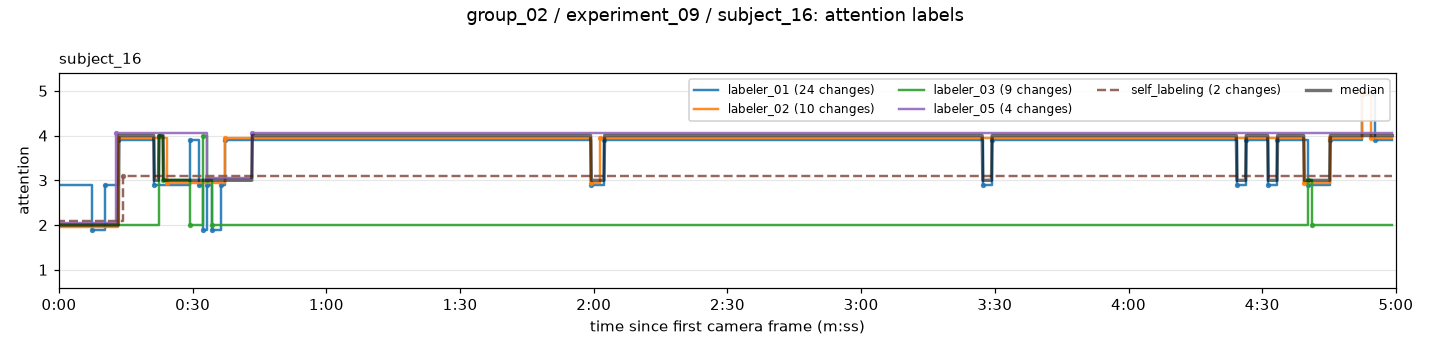 group_02 / experiment_09 / subject_16: attention labels
subject_16
labeler_01 (24 changes)
labeler_02 (10 changes)
labeler_03 (9 changes)
labeler_05 (4 changes)
self_labeling (2 changes)
median
attention
5
4
3
2
1
0:00
0:30
1:00
1:30
2:00
2:30
3:00
3:30
4:00
4:30
5:00
time since first camera frame (m:ss)